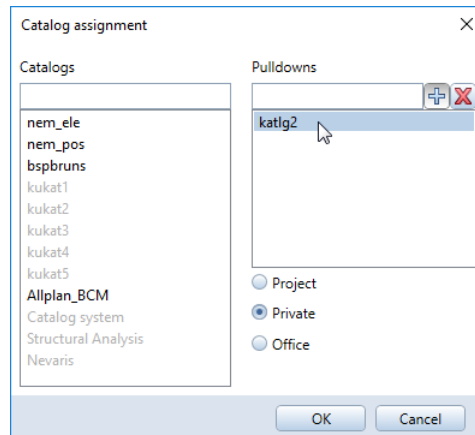 Catalog assignment
Catalogs
nem_ele
nem_pos
bspbruns
kukat1
kukat2
kukat3
kukat4
kukat5
Allplan_BCM
Catalog system
Structural Analysis
Nevaris
Pulldowns
katlg2
Project
Private
Office
OK
Cancel